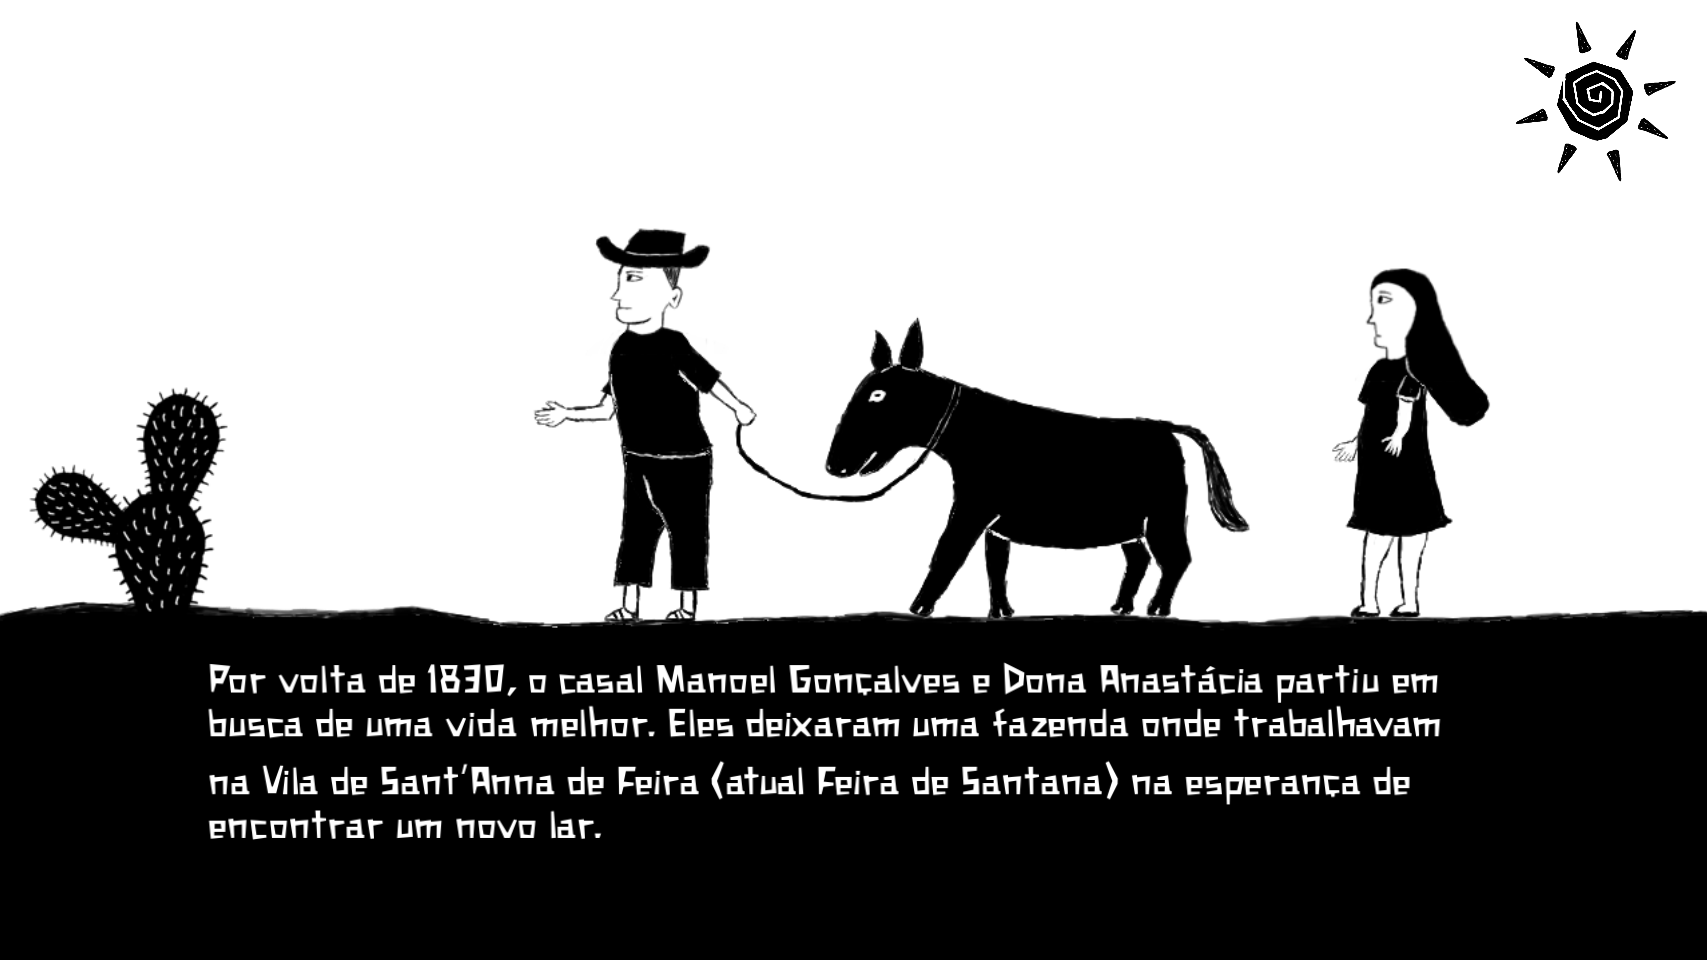 Por volta de 1830, o casal Manoel Gonçalves e Dona Anastácia partiu em
busca de uma vida melhor. Eles deixaram uma fazenda onde trabalhavam
na Vila de Sant'Anna de Feira (atual Feira de Santana) na esperança de
encontrar um novo lar.